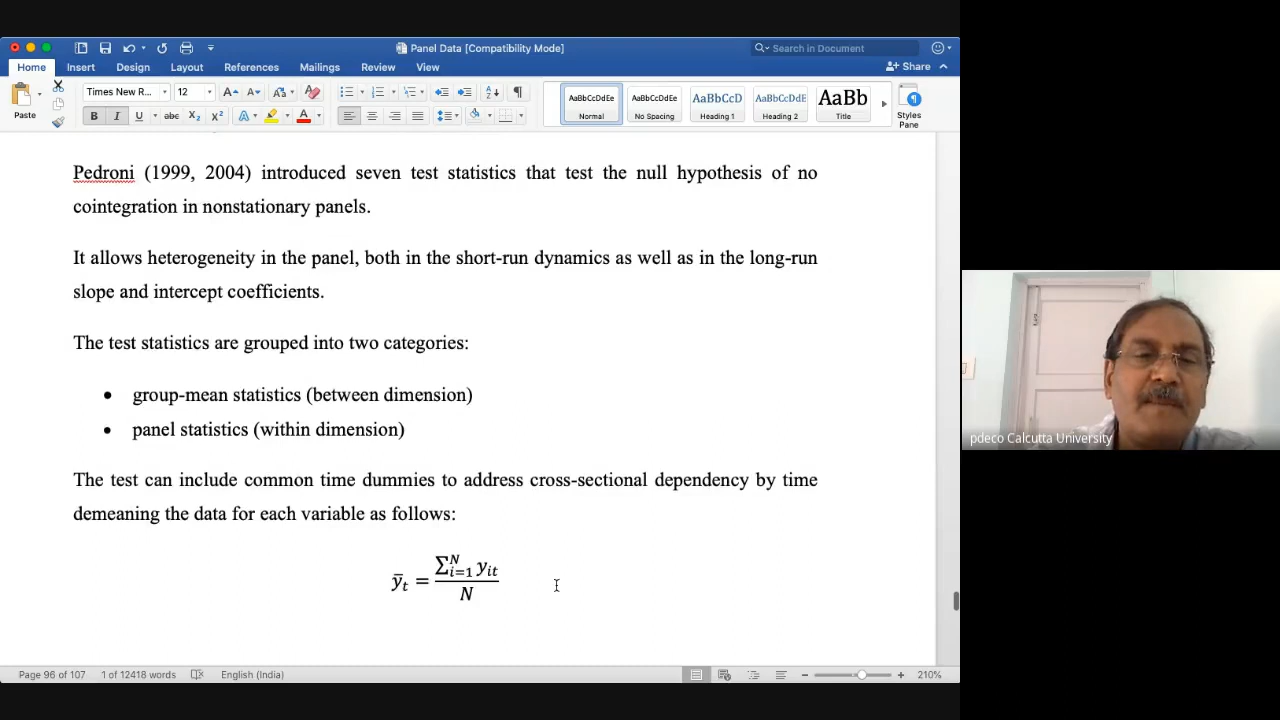 Panel Data [Compatibility Mode]
Search in Document
Home Insert Design Layout References Mailings Review View
Share
Paste
Times New R... 12
AaBbCcDdEe AaBbCcDdEe AaBbCcD AaBbCcDdE AaBb
Normal No Spacing Heading 1 Heading 2 Title
Styles
Pane
Pedroni (1999, 2004) introduced seven test statistics that test the null hypothesis of no
cointegration in nonstationary panels.
It allows heterogeneity in the panel, both in the short-run dynamics as well as in the long-run
slope and intercept coefficients.
The test statistics are grouped into two categories:
• group-mean statistics (between dimension)
• panel statistics (within dimension)
The test can include common time dummies to address cross-sectional dependency by time
demeaning the data for each variable as follows:
ȳₜ = ∑ᵢ₌₁ᴺ yᵢₜ / N
pdeco Calcutta University
Page 96 of 107 1 of 12418 words English (India) 210%